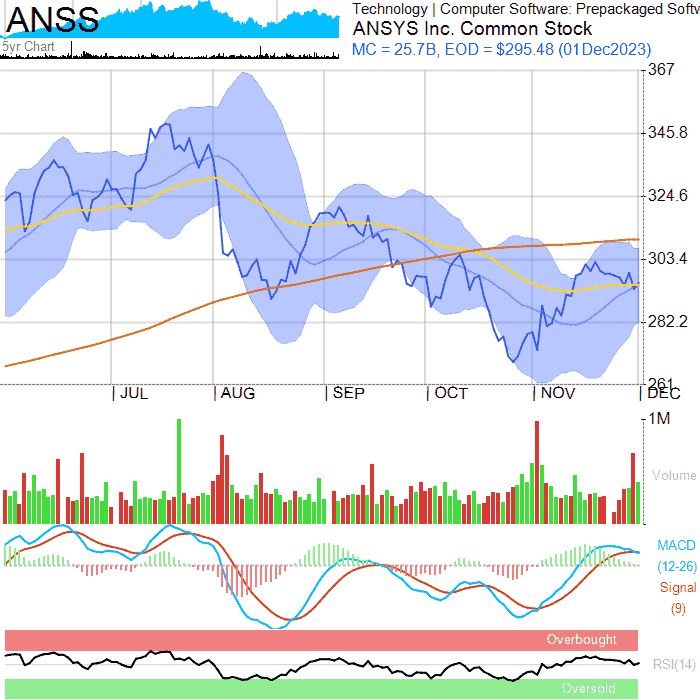 ANSS
5yr Chart
Technology | Computer Software: Prepackaged Softw
ANSYS Inc. Common Stock
MC = 25.7B, EOD = $295.48 (01Dec2023)
367
345.8
324.6
303.4
282.2
261
JUL AUG SEP OCT NOV DEC
1M
Volume
MACD
(12-26)
Signal
(9)
Overbought
RSI(14)
Oversold